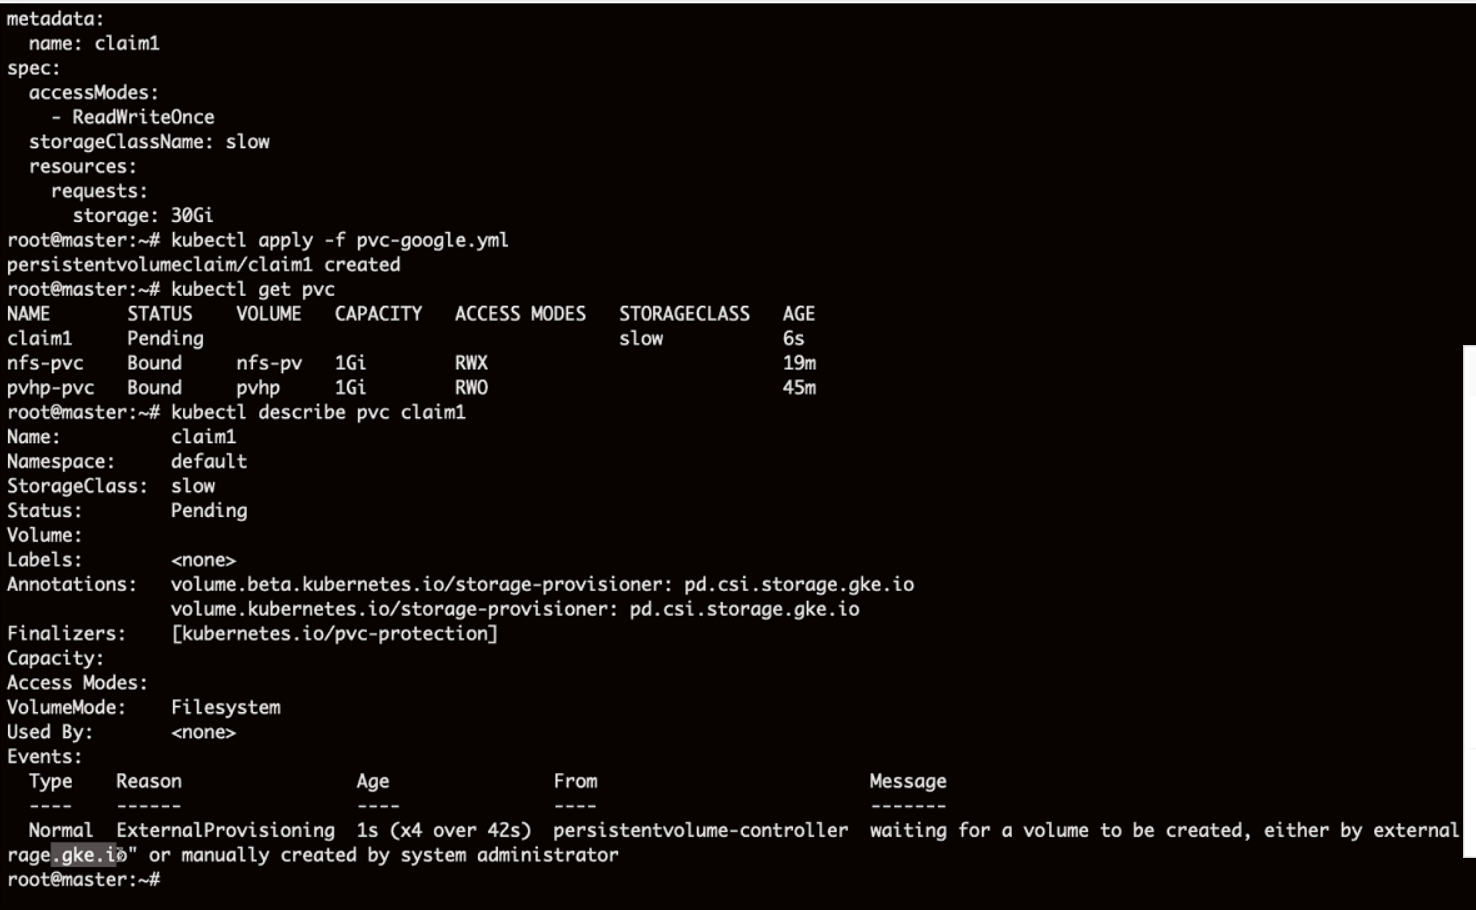 metadata:
  name: claim1
spec:
  accessModes:
    - ReadWriteOnce
  storageClassName: slow
  resources:
    requests:
      storage: 30Gi
root@master:~# kubectl apply -f pvc-google.yml
persistentvolumeclaim/claim1 created
root@master:~# kubectl get pvc
NAME       STATUS    VOLUME   CAPACITY   ACCESS MODES   STORAGECLASS   AGE
claim1     Pending                                      slow           6s
nfs-pvc    Bound     nfs-pv   1Gi        RWX                           19m
pvhp-pvc   Bound     pvhp     1Gi        RWO                           45m
root@master:~# kubectl describe pvc claim1
Name:          claim1
Namespace:     default
StorageClass:  slow
Status:        Pending
Volume:
Labels:        <none>
Annotations:   volume.beta.kubernetes.io/storage-provisioner: pd.csi.storage.gke.io
               volume.kubernetes.io/storage-provisioner: pd.csi.storage.gke.io
Finalizers:    [kubernetes.io/pvc-protection]
Capacity:
Access Modes:
VolumeMode:    Filesystem
Used By:       <none>
Events:
  Type    Reason                Age               From                         Message
  ----    ------                ----              ----                         -------
  Normal  ExternalProvisioning  1s (x4 over 42s)  persistentvolume-controller  waiting for a volume to be created, either by external
rage.gke.io" or manually created by system administrator
root@master:~#